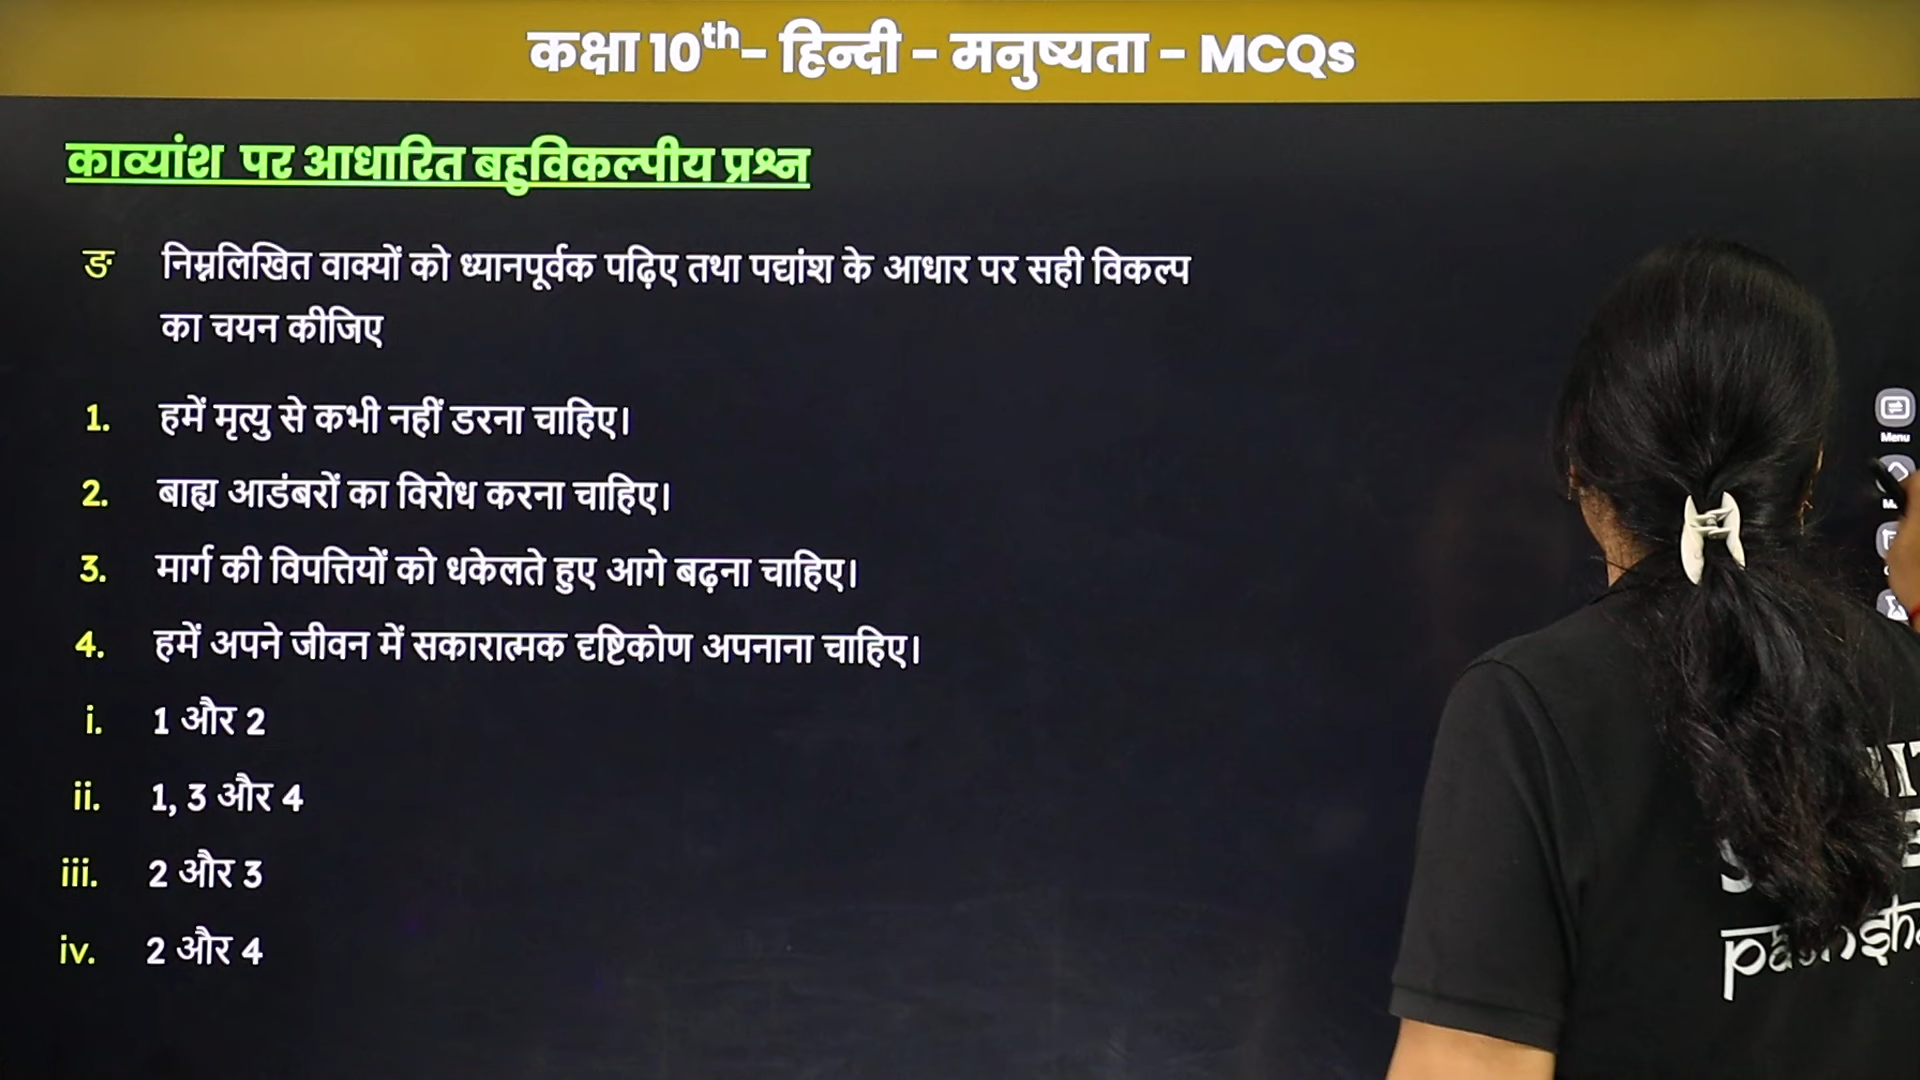 कक्षा 10th- हिन्दी - मनुष्यता - MCQs
काव्यांश पर आधारित बहुविकल्पीय प्रश्न
ङ निम्नलिखित वाक्यों को ध्यानपूर्वक पढ़िए तथा पद्यांश के आधार पर सही विकल्प
का चयन कीजिए
1. हमें मृत्यु से कभी नहीं डरना चाहिए।
2. बाह्य आडंबरों का विरोध करना चाहिए।
3. मार्ग की विपत्तियों को धकेलते हुए आगे बढ़ना चाहिए।
4. हमें अपने जीवन में सकारात्मक दृष्टिकोण अपनाना चाहिए।
i. 1 और 2
ii. 1, 3 और 4
iii. 2 और 3
iv. 2 और 4
Menu